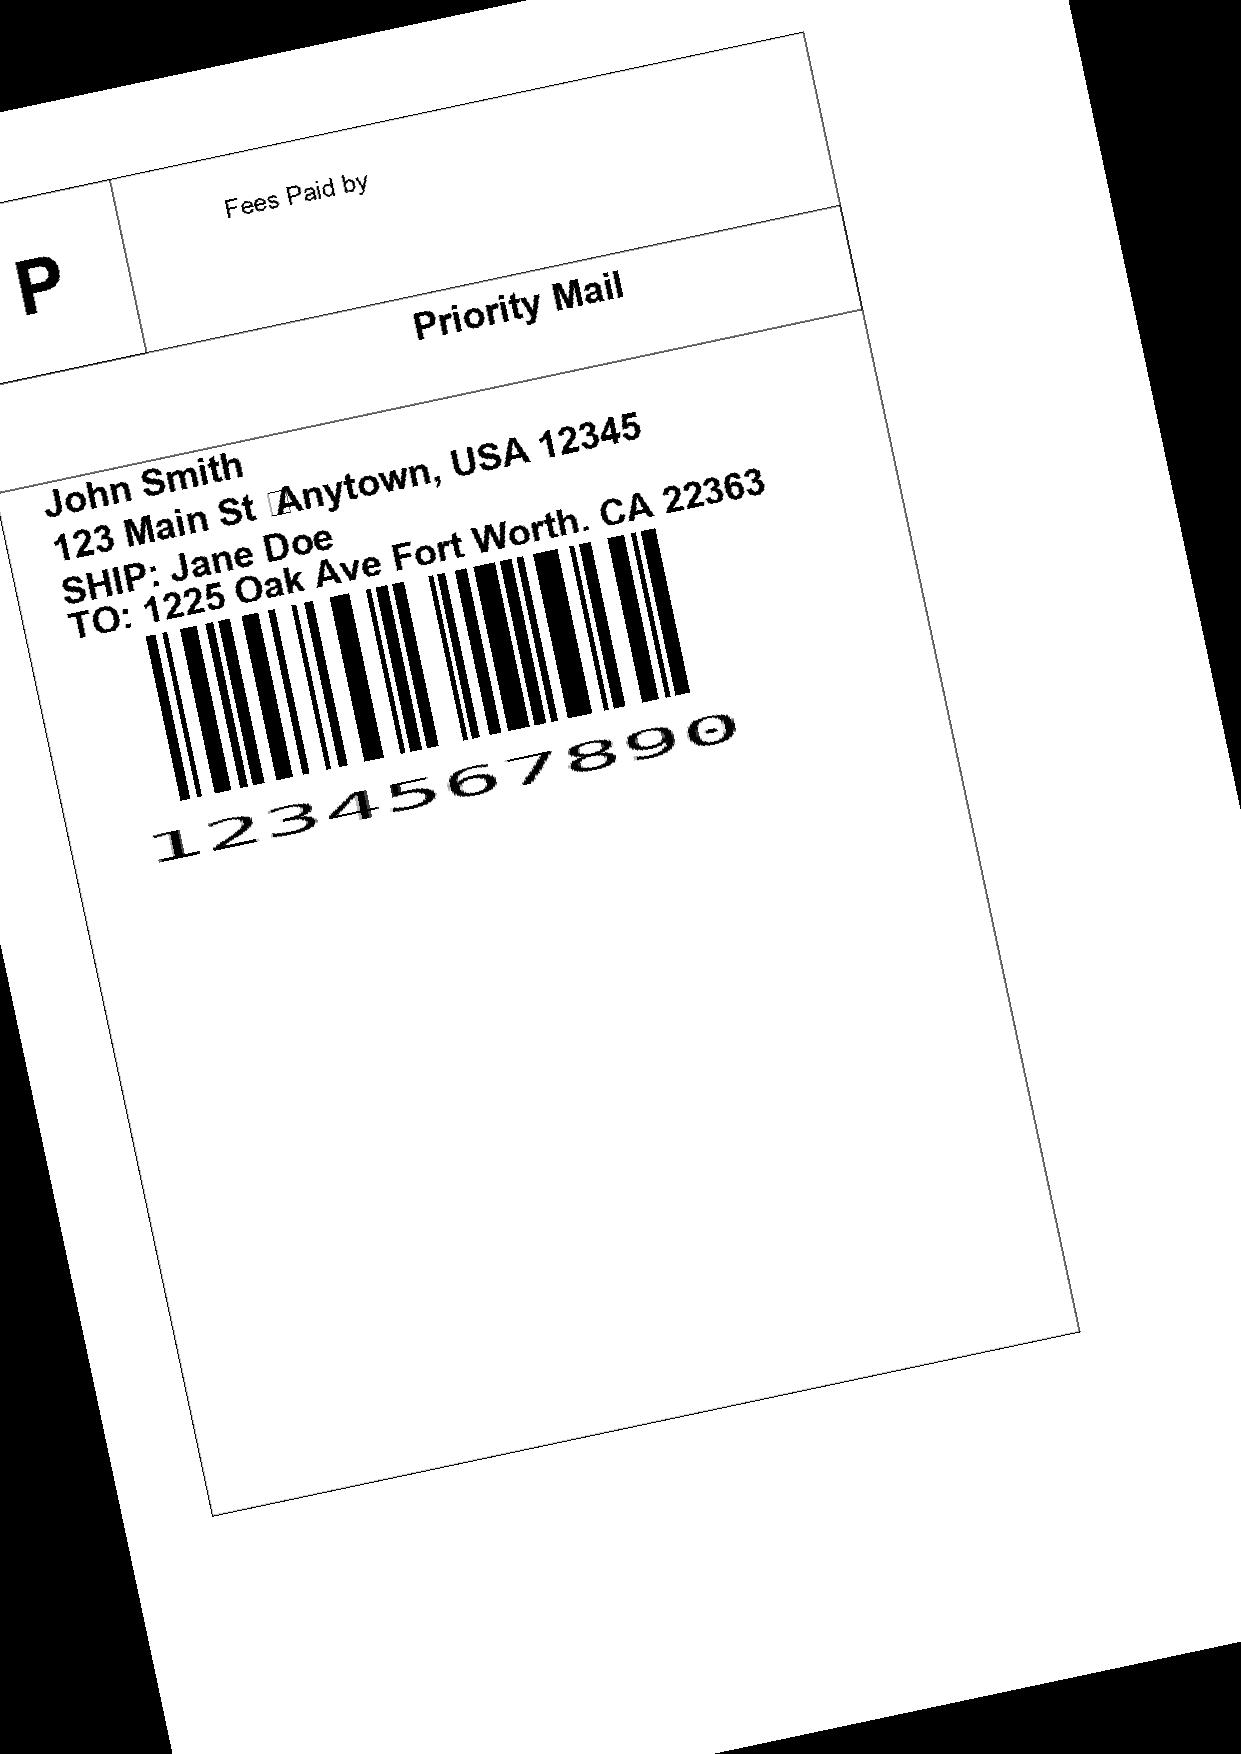 Fees Paid by
P
Priority Mail
John Smith
123 Main St Anytown, USA 12345
SHIP: Jane Doe
TO: 1225 Oak Ave Fort Worth. CA 22363
1234567890